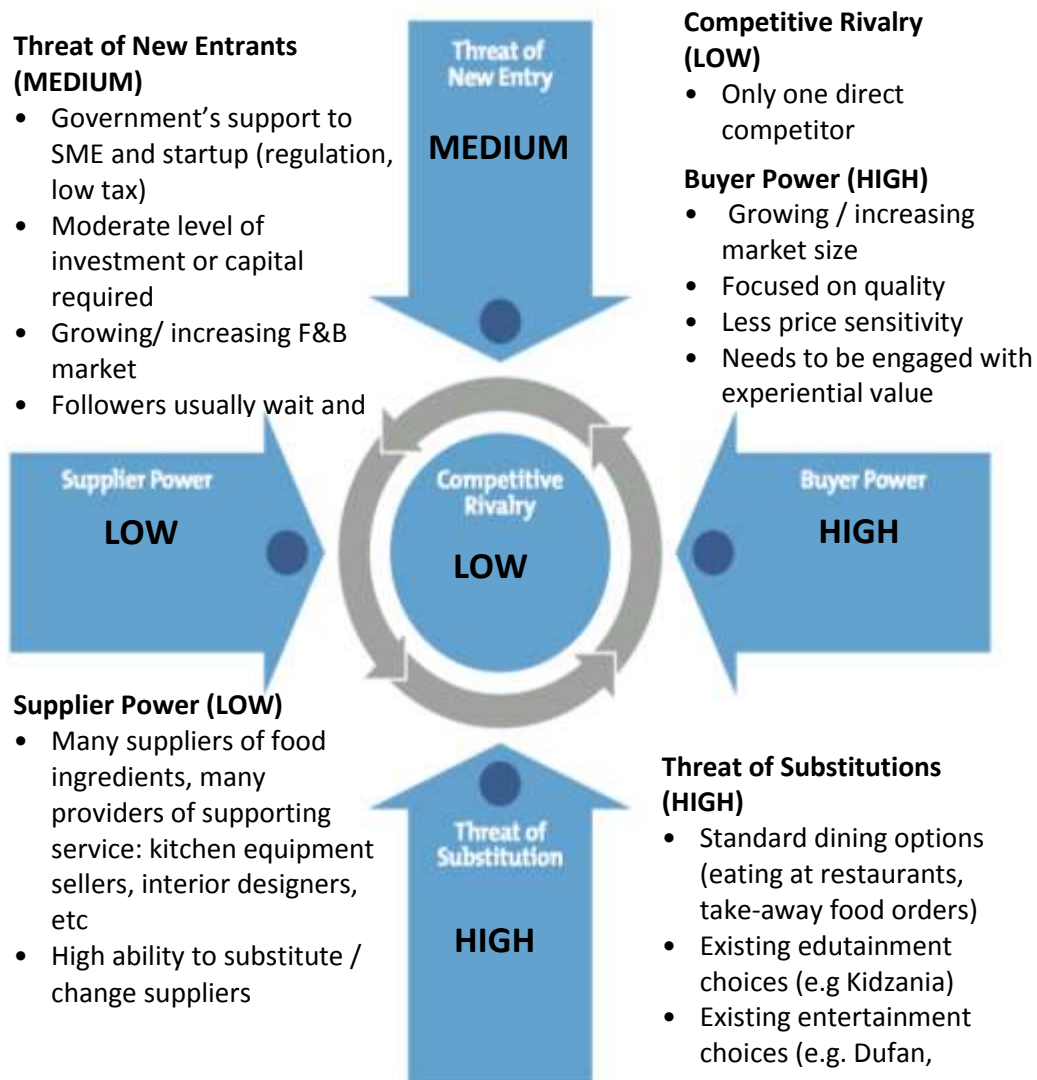 Threat of New Entrants
(MEDIUM)
• Government's support to
SME and startup (regulation,
low tax)
• Moderate level of
investment or capital
required
• Growing/ increasing F&B
market
• Followers usually wait and
Threat of
New Entry
MEDIUM
Competitive Rivalry
(LOW)
• Only one direct
competitor
Buyer Power (HIGH)
• Growing / increasing
market size
• Focused on quality
• Less price sensitivity
• Needs to be engaged with
experiential value
Supplier Power
LOW
Competitive
Rivalry
LOW
Buyer Power
HIGH
Supplier Power (LOW)
• Many suppliers of food
ingredients, many
providers of supporting
service: kitchen equipment
sellers, interior designers,
etc
• High ability to substitute /
change suppliers
Threat of
Substitution
HIGH
Threat of Substitutions
(HIGH)
• Standard dining options
(eating at restaurants,
take-away food orders)
• Existing edutainment
choices (e.g Kidzania)
• Existing entertainment
choices (e.g. Dufan,